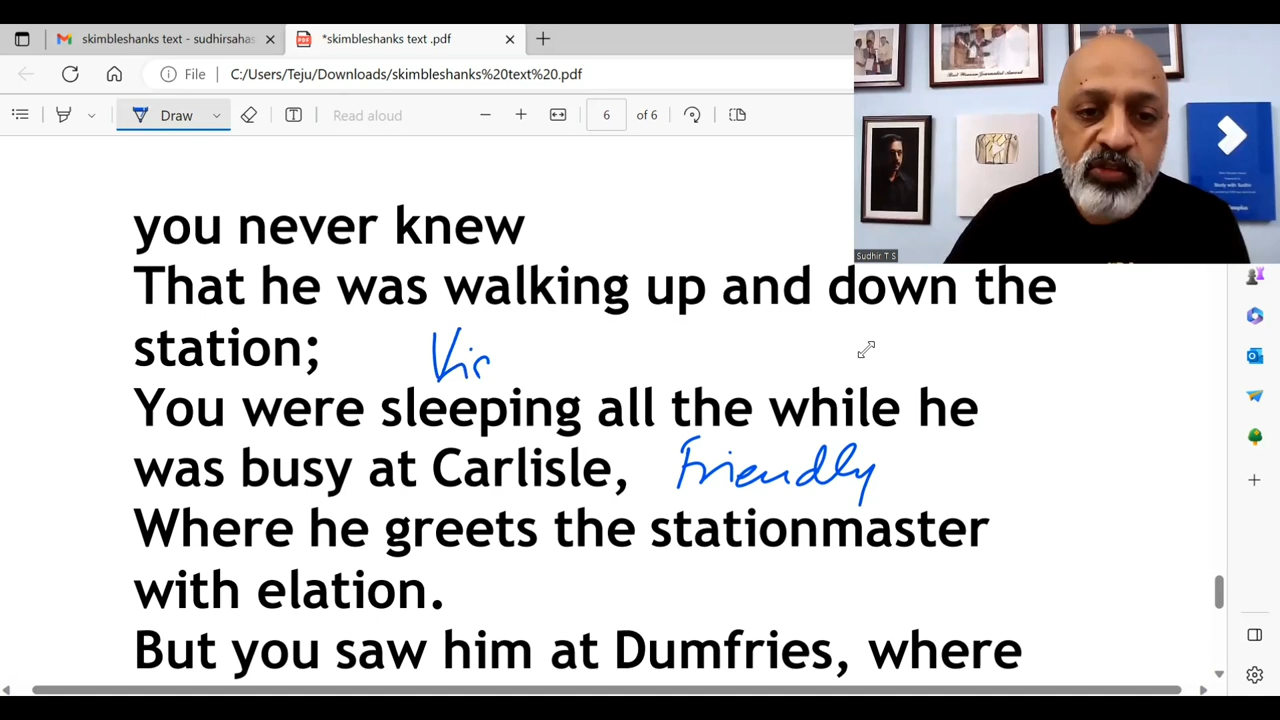 skimbleshanks text - sudhirsahas
*skimbleshanks text .pdf
File
C:/Users/Teju/Downloads/skimbleshanks%20text%20.pdf
Draw
Read aloud
6
of 6
Sudhir T S
you never knew
That he was walking up and down the
station;
Vis
You were sleeping all the while he
was busy at Carlisle,
Friendly
Where he greets the stationmaster
with elation.
But you saw him at Dumfries, where